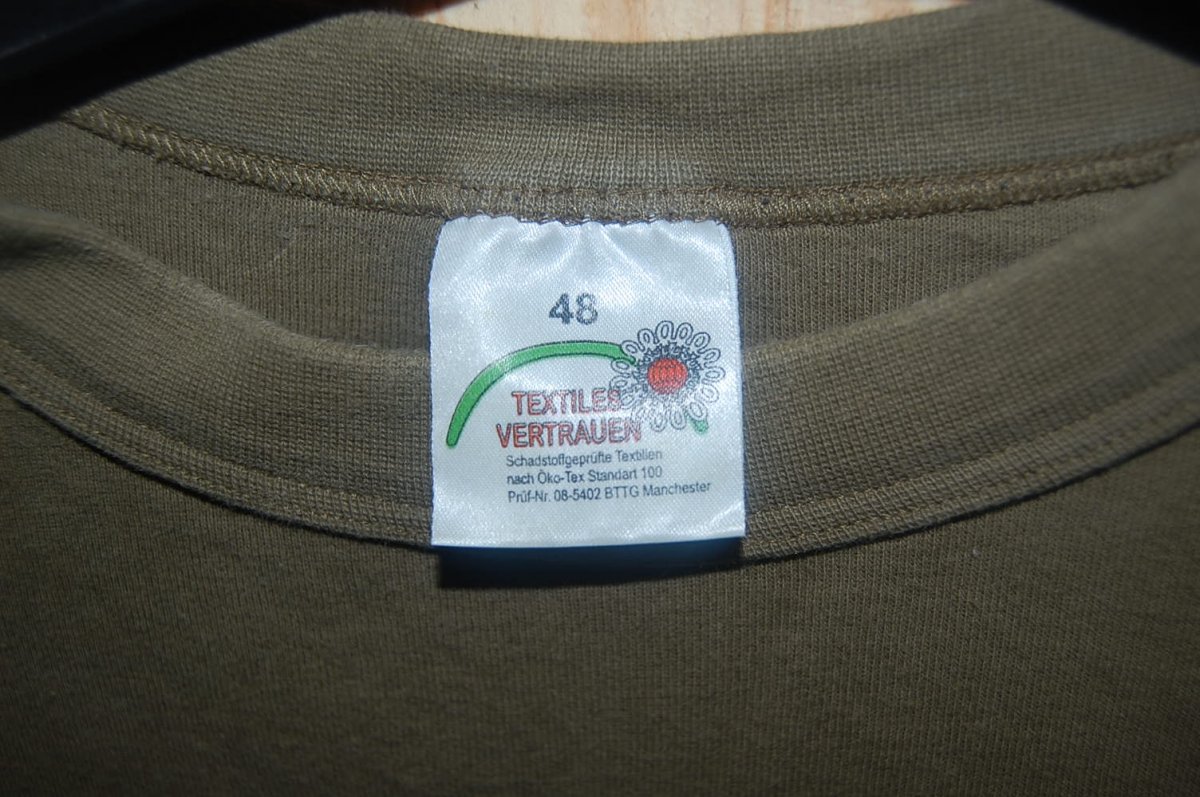 48
TEXTILES
VERTRAUEN
Schadstoffgeprüfte Textilien
nach Öko-Tex Standart 100
Prüf-Nr. 08-5402 BTTG Manchester